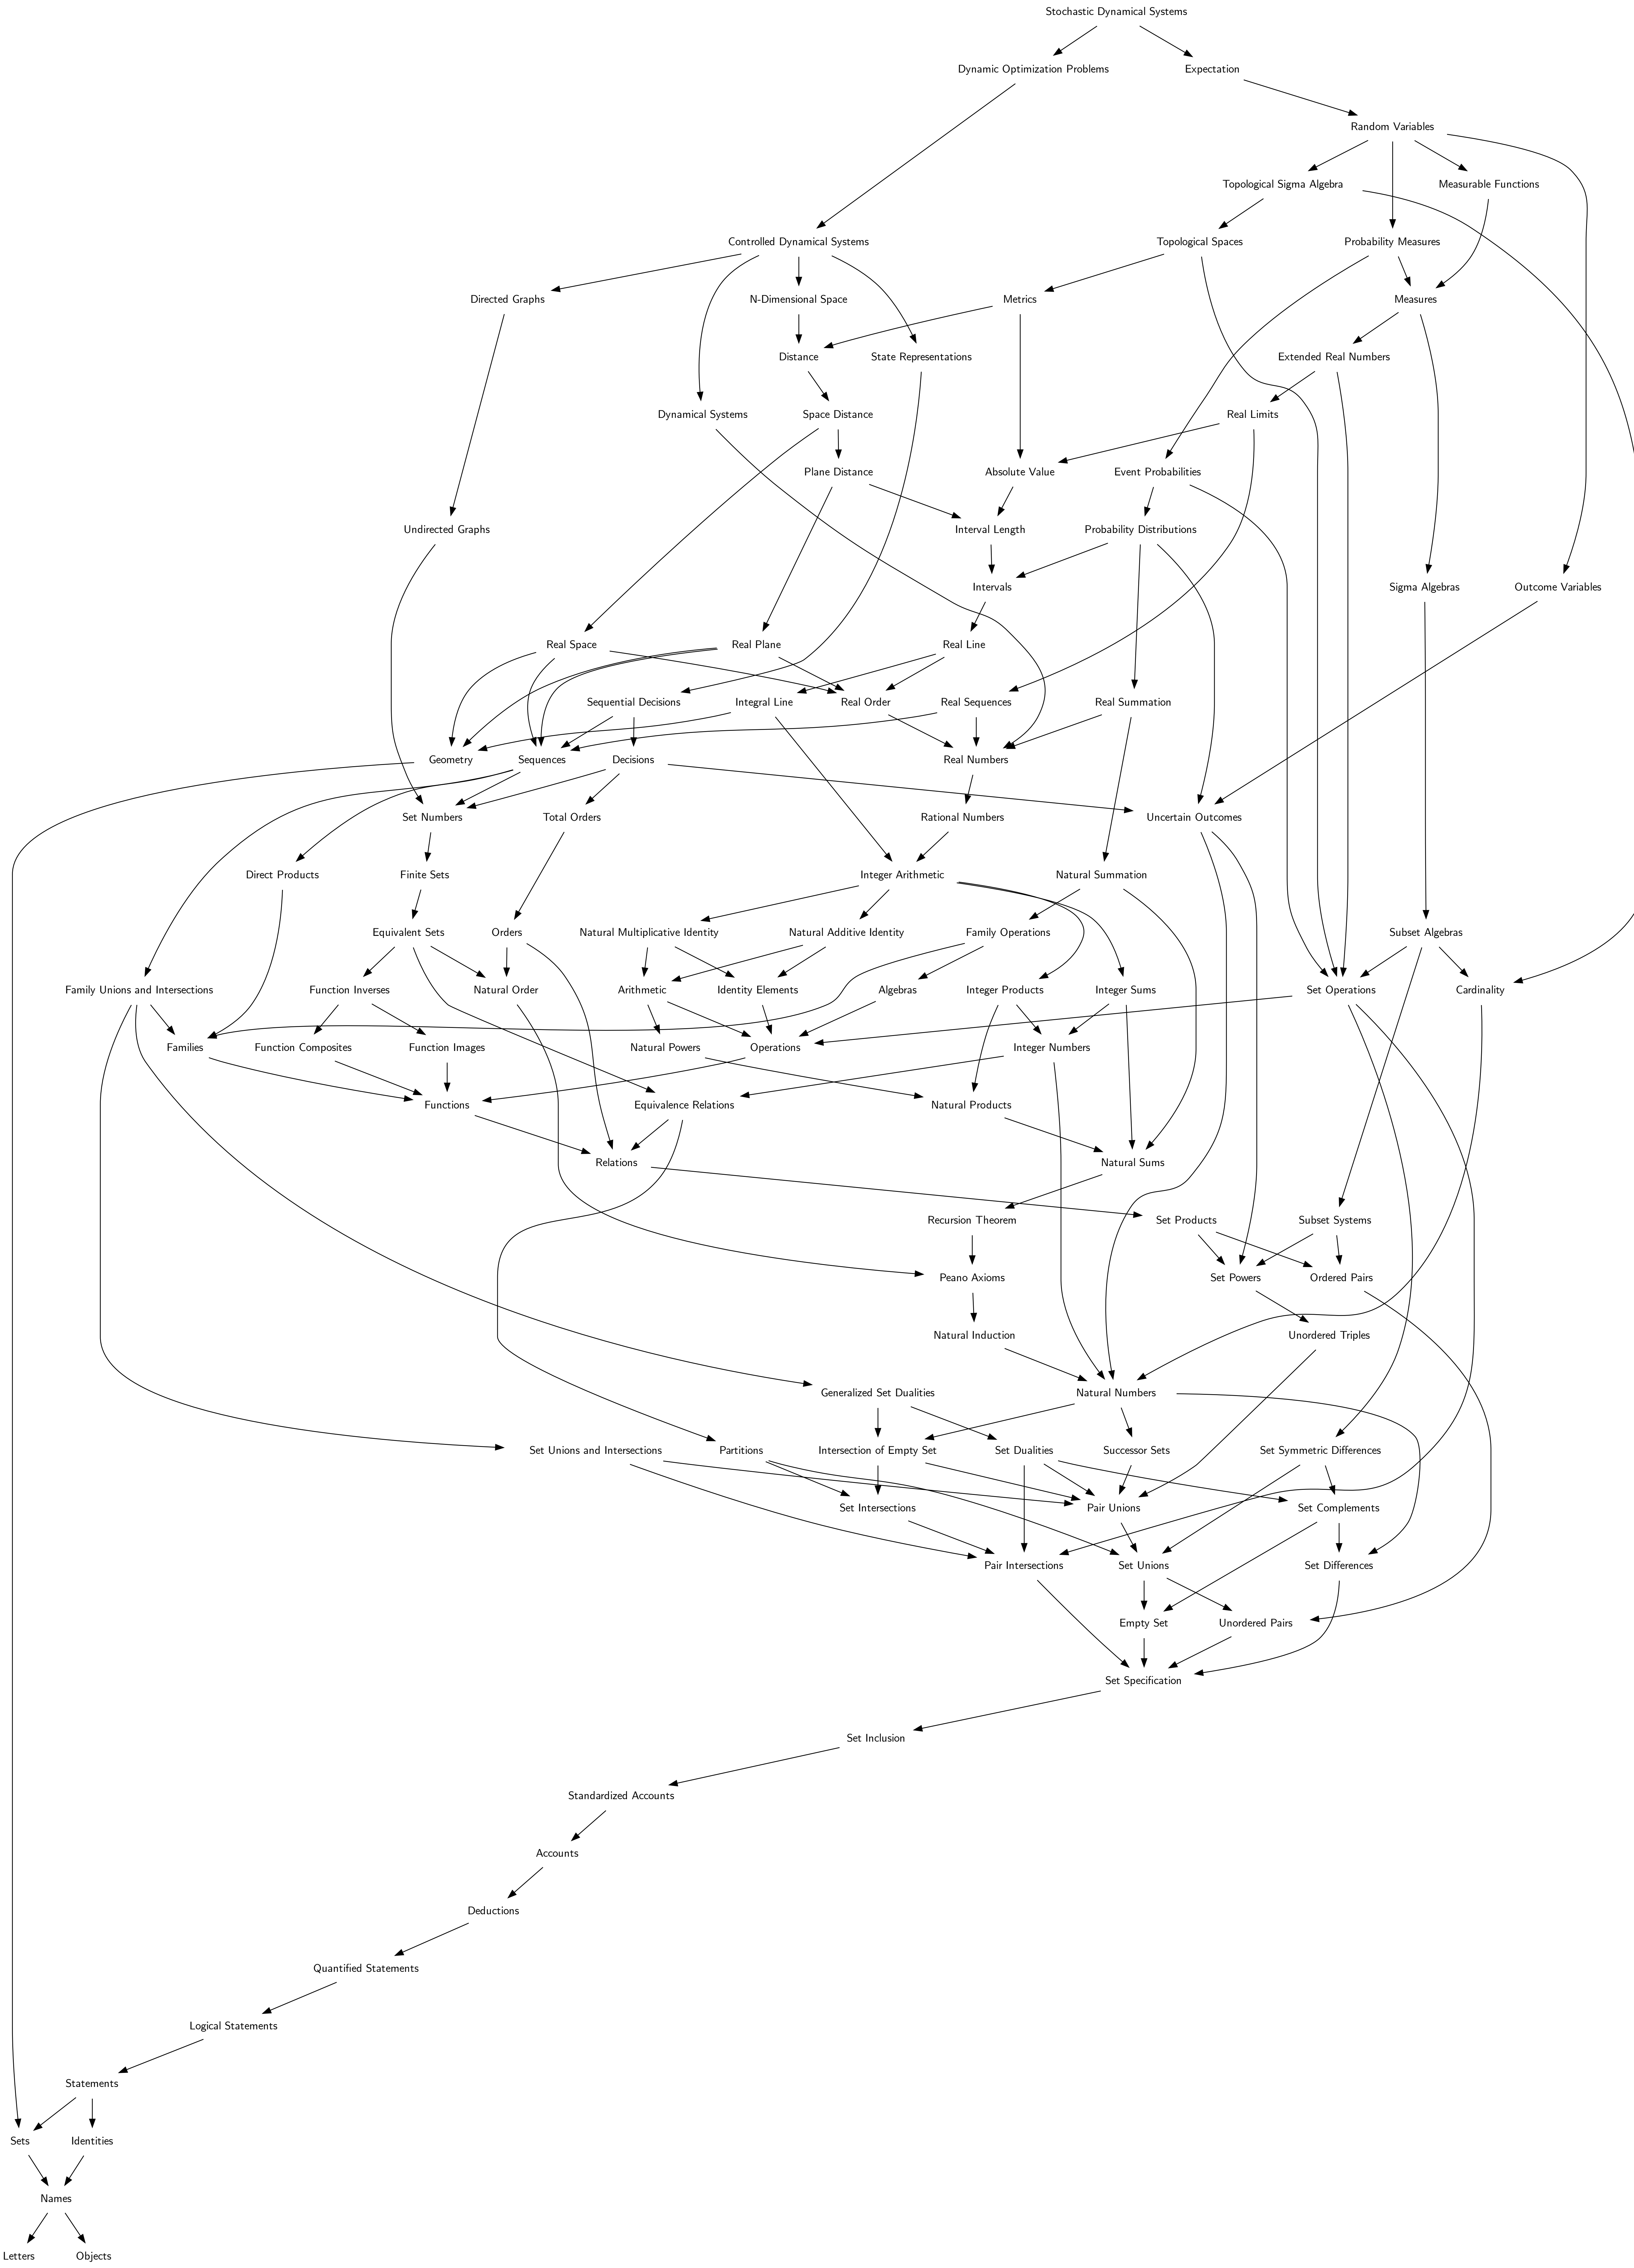 Stochastic Dynamical Systems
Dynamic Optimization Problems
Expectation
Random Variables
Topological Sigma Algebra
Measurable Functions
Controlled Dynamical Systems
Topological Spaces
Probability Measures
Directed Graphs
N-Dimensional Space
Metrics
Measures
Distance
State Representations
Extended Real Numbers
Dynamical Systems
Space Distance
Real Limits
Plane Distance
Absolute Value
Event Probabilities
Undirected Graphs
Interval Length
Probability Distributions
Intervals
Sigma Algebras
Outcome Variables
Real Space
Real Plane
Real Line
Sequential Decisions
Integral Line
Real Order
Real Sequences
Real Summation
Geometry
Sequences
Decisions
Real Numbers
Set Numbers
Total Orders
Rational Numbers
Uncertain Outcomes
Direct Products
Finite Sets
Integer Arithmetic
Natural Summation
Equivalent Sets
Orders
Natural Multiplicative Identity
Natural Additive Identity
Family Operations
Subset Algebras
Family Unions and Intersections
Function Inverses
Natural Order
Arithmetic
Identity Elements
Algebras
Integer Products
Integer Sums
Set Operations
Cardinality
Families
Function Composites
Function Images
Natural Powers
Operations
Integer Numbers
Functions
Equivalence Relations
Natural Products
Relations
Natural Sums
Recursion Theorem
Set Products
Subset Systems
Peano Axioms
Set Powers
Ordered Pairs
Natural Induction
Unordered Triples
Generalized Set Dualities
Natural Numbers
Set Unions and Intersections
Partitions
Intersection of Empty Set
Set Dualities
Successor Sets
Set Symmetric Differences
Set Intersections
Pair Unions
Set Complements
Pair Intersections
Set Unions
Set Differences
Empty Set
Unordered Pairs
Set Specification
Set Inclusion
Standardized Accounts
Accounts
Deductions
Quantified Statements
Logical Statements
Statements
Sets
Identities
Names
Letters
Objects